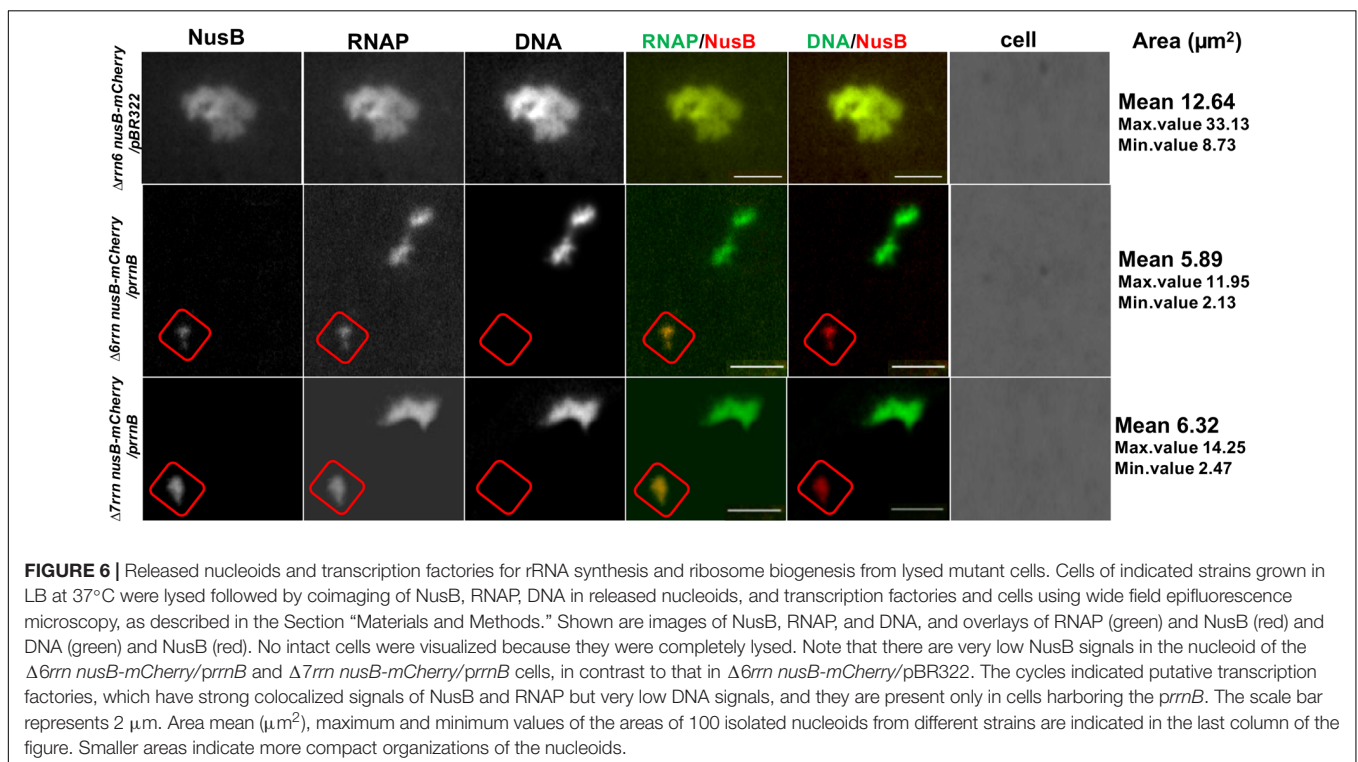 NusB RNAP DNA RNAP/NusB DNA/NusB cell Area (µm²)
Δrrn6 nusB-mCherry
/pBR322
Mean 12.64
Max.value 33.13
Min.value 8.73
Δ6rrn nusB-mCherry
/prrnB
Mean 5.89
Max.value 11.95
Min.value 2.13
Δ7rrn nusB-mCherry
/prrnB
Mean 6.32
Max.value 14.25
Min.value 2.47
FIGURE 6 | Released nucleoids and transcription factories for rRNA synthesis and ribosome biogenesis from lysed mutant cells. Cells of indicated strains grown in
LB at 37°C were lysed followed by coimaging of NusB, RNAP, DNA in released nucleoids, and transcription factories and cells using wide field epifluorescence
microscopy, as described in the Section “Materials and Methods.” Shown are images of NusB, RNAP, and DNA, and overlays of RNAP (green) and NusB (red) and
DNA (green) and NusB (red). No intact cells were visualized because they were completely lysed. Note that there are very low NusB signals in the nucleoid of the
Δ6rrn nusB-mCherry/prrnB and Δ7rrn nusB-mCherry/prrnB cells, in contrast to that in Δ6rrn nusB-mCherry/pBR322. The cycles indicated putative transcription
factories, which have strong colocalized signals of NusB and RNAP but very low DNA signals, and they are present only in cells harboring the prrnB. The scale bar
represents 2 μm. Area mean (μm²), maximum and minimum values of the areas of 100 isolated nucleoids from different strains are indicated in the last column of the
figure. Smaller areas indicate more compact organizations of the nucleoids.